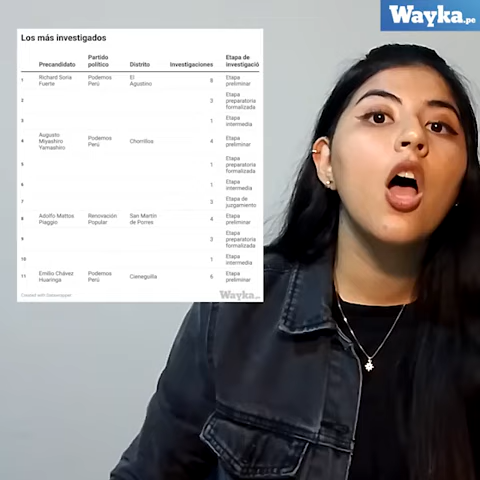 Wayka.pe
Los más investigados
Precandidato Partido político Distrito Investigaciones Etapa de investigació
1 Richard Soria Fuerte Podemos Perú El Agustino 8 Etapa preliminar
2 3 Etapa preparatoria formalizada
3 1 Etapa intermedia
4 Augusto Miyashiro Yamashiro Podemos Perú Chorrillos 4 Etapa preliminar
5 1 Etapa preparatoria formalizada
6 1 Etapa intermedia
7 3 Etapa de juzgamiento
8 Adolfo Mattos Piaggio Renovación Popular San Martín de Porres 4 Etapa preliminar
9 3 Etapa preparatoria formalizada
10 1 Etapa intermedia
11 Emilio Chávez Huaringa Podemos Perú Cieneguilla 6 Etapa preliminar
Created with Datawrapper
Wayka.pe